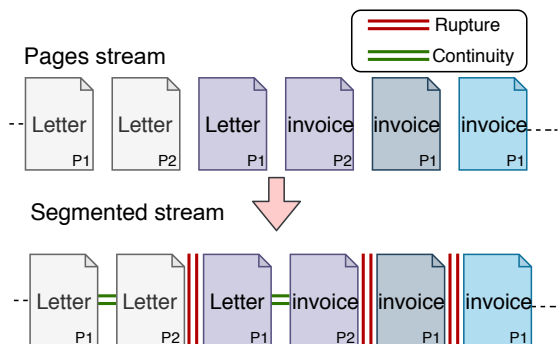 Rupture
Continuity
Pages stream
Letter Letter Letter invoice invoice invoice
P1 P2 P1 P2 P1 P1
Segmented stream
Letter Letter Letter invoice invoice invoice
P1 P2 P1 P2 P1 P1